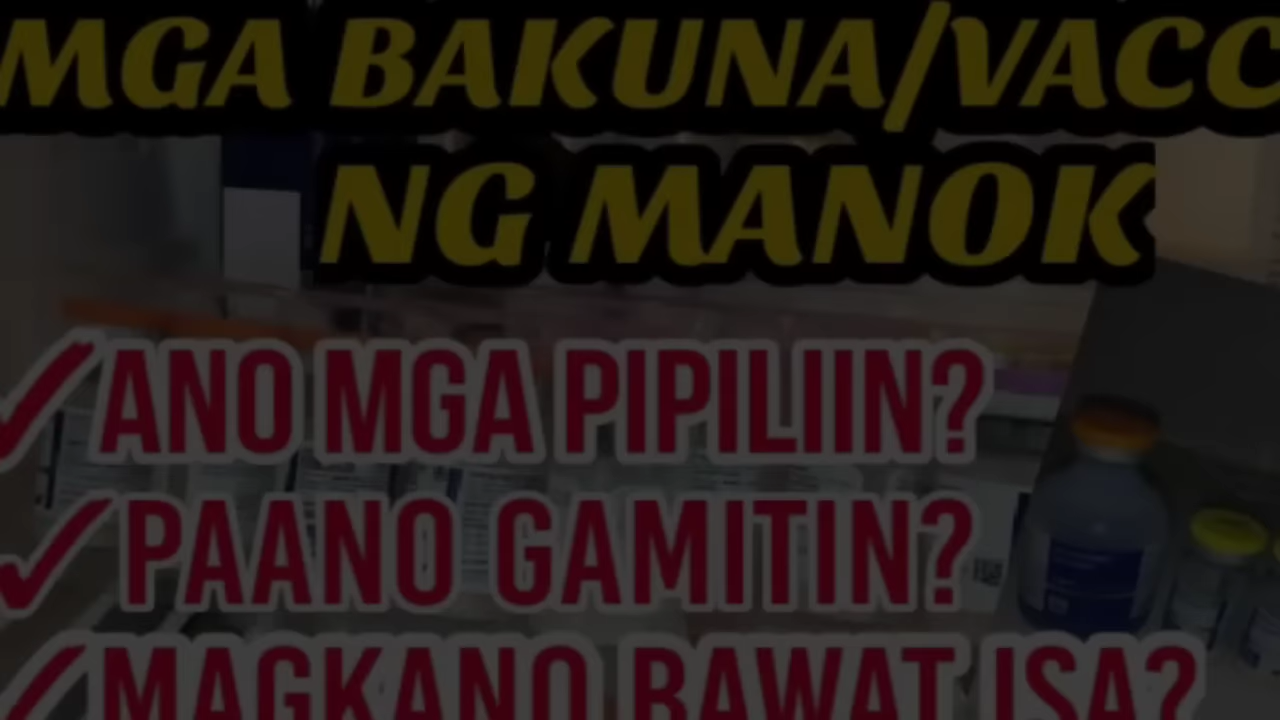 MGA BAKUNA/VACC
NG MANOK
ANO MGA PIPILIIN?
PAANO GAMITIN?
MAGKANO BAWAT ISA?